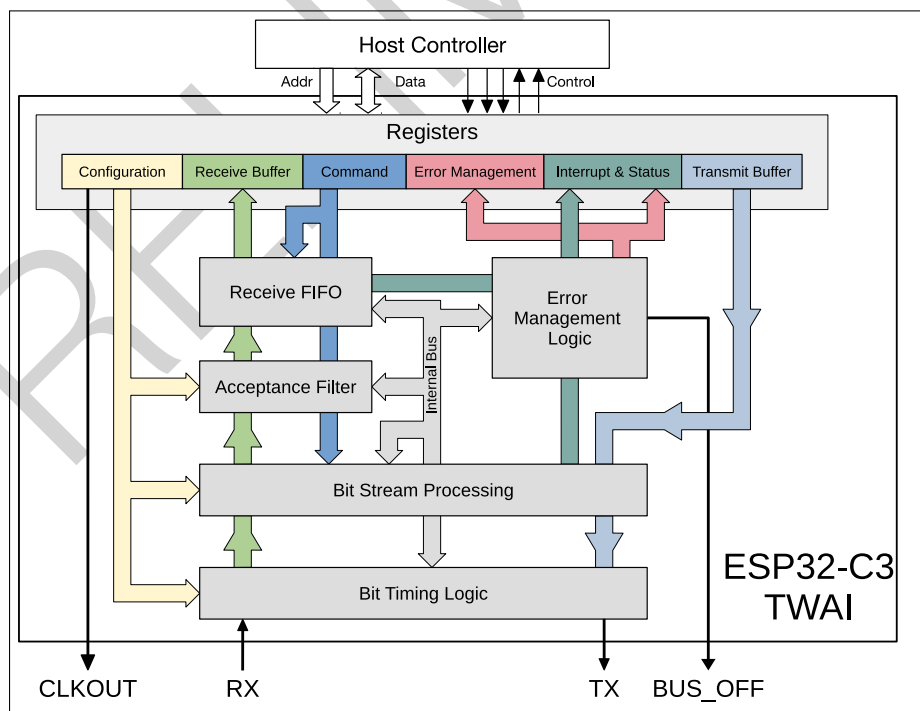 Host Controller
Addr
Data
Control
Registers
Configuration
Receive Buffer
Command
Error Management
Interrupt & Status
Transmit Buffer
Receive FIFO
Error
Management
Logic
Internal Bus
Acceptance Filter
Bit Stream Processing
Bit Timing Logic
ESP32-C3
TWAI
CLKOUT
RX
TX
BUS_OFF